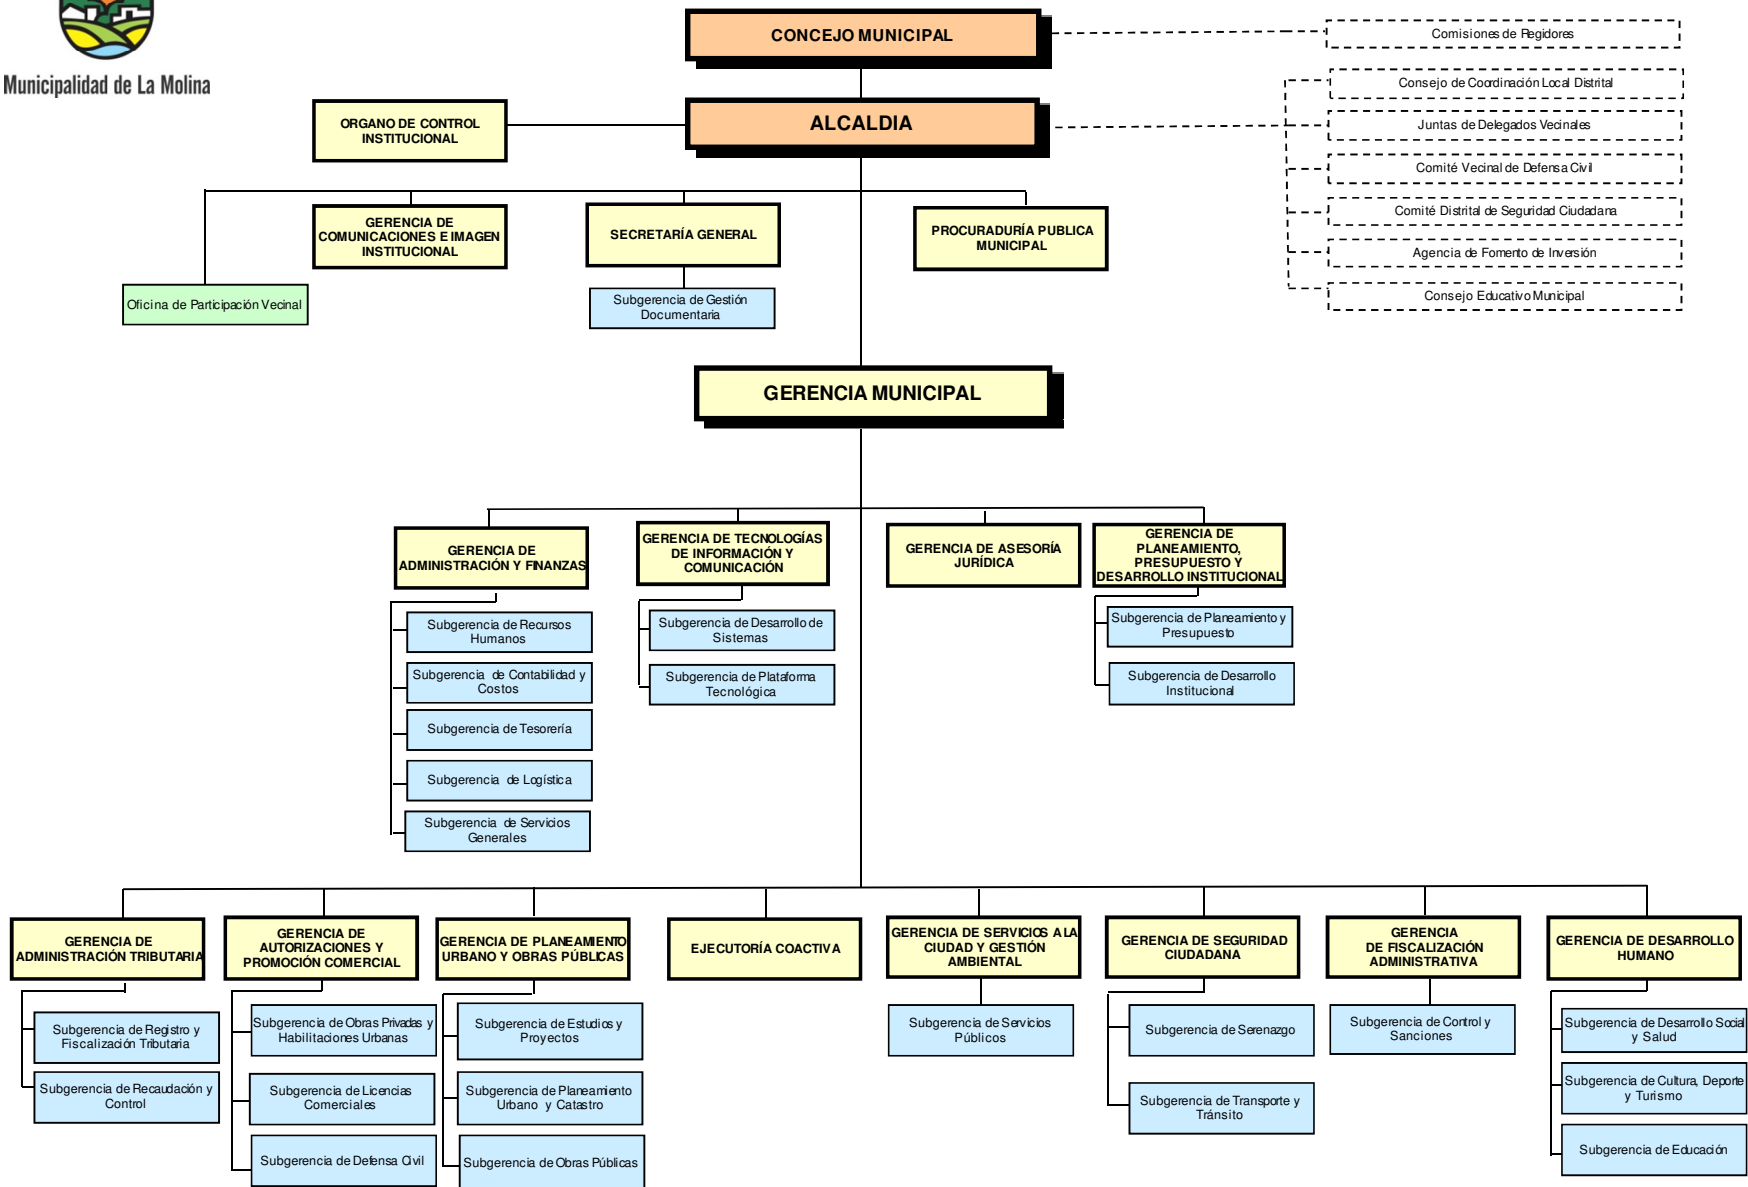 Municipalidad de La Molina
CONCEJO MUNICIPAL
Comisiones de Regidores
ALCALDIA
ORGANO DE CONTROL
INSTITUCIONAL
Consejo de Coordinación Local Distrital
Juntas de Delegados Vecinales
Comité Vecinal de Defensa Civil
Comité Distrital de Seguridad Ciudadana
Agencia de Fomento de Inversión
Consejo Educativo Municipal
GERENCIA DE
COMUNICACIONES E IMAGEN
INSTITUCIONAL
SECRETARÍA GENERAL
PROCURADURÍA PUBLICA
MUNICIPAL
Oficina de Participación Vecinal
Subgerencia de Gestión
Documentaria
GERENCIA MUNICIPAL
GERENCIA DE
ADMINISTRACIÓN Y FINANZAS
Subgerencia de Recursos
Humanos
Subgerencia de Contabilidad y
Costos
Subgerencia de Tesorería
Subgerencia de Logística
Subgerencia de Servicios
Generales
GERENCIA DE TECNOLOGÍAS
DE INFORMACIÓN Y
COMUNICACIÓN
Subgerencia de Desarrollo de
Sistemas
Subgerencia de Plataforma
Tecnológica
GERENCIA DE ASESORÍA
JURÍDICA
GERENCIA DE
PLANEAMIENTO,
PRESUPUESTO Y
DESARROLLO INSTITUCIONAL
Subgerencia de Planeamiento y
Presupuesto
Subgerencia de Desarrollo
Institucional
GERENCIA DE
ADMINISTRACIÓN TRIBUTARIA
Subgerencia de Registro y
Fiscalización Tributaria
Subgerencia de Recaudación y
Control
GERENCIA DE
AUTORIZACIONES Y
PROMOCIÓN COMERCIAL
Subgerencia de Obras Privadas y
Habilitaciones Urbanas
Subgerencia de Licencias
Comerciales
Subgerencia de Defensa Civil
GERENCIA DE PLANEAMIENTO
URBANO Y OBRAS PÚBLICAS
Subgerencia de Estudios y
Proyectos
Subgerencia de Planeamiento
Urbano y Catastro
Subgerencia de Obras Públicas
EJECUTORÍA COACTIVA
GERENCIA DE SERVICIOS A LA
CIUDAD Y GESTIÓN
AMBIENTAL
Subgerencia de Servicios
Públicos
GERENCIA DE SEGURIDAD
CIUDADANA
Subgerencia de Serenazgo
Subgerencia de Transporte y
Tránsito
GERENCIA
DE FISCALIZACIÓN
ADMINISTRATIVA
Subgerencia de Control y
Sanciones
GERENCIA DE DESARROLLO
HUMANO
Subgerencia de Desarrollo Social
y Salud
Subgerencia de Cultura, Deporte
y Turismo
Subgerencia de Educación